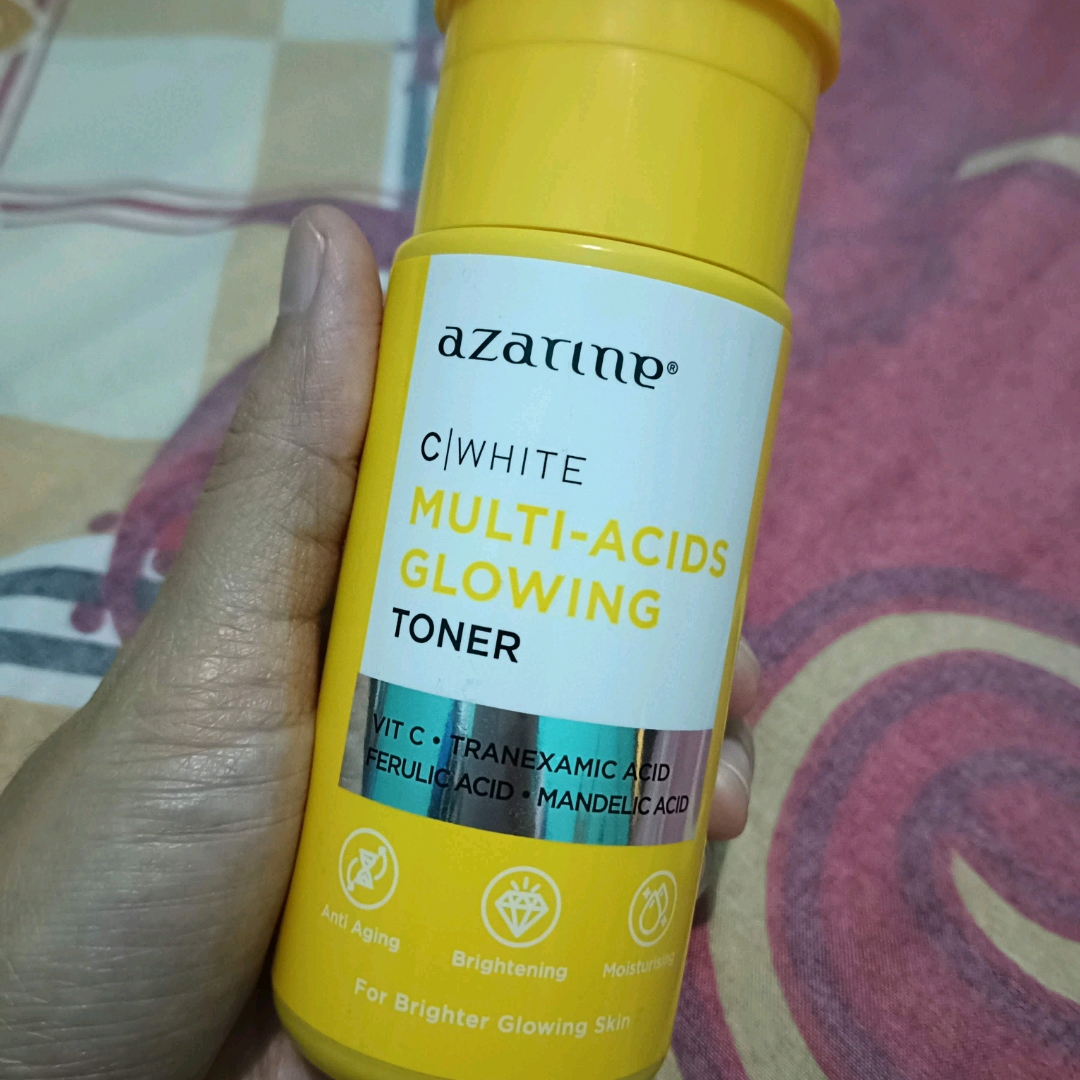 azarine®
C|WHITE
MULTI-ACIDS
GLOWING
TONER
VIT C • TRANEXAMIC ACID
FERULIC ACID • MANDELIC ACID
Anti Aging
Brightening
Moisturising
For Brighter Glowing Skin